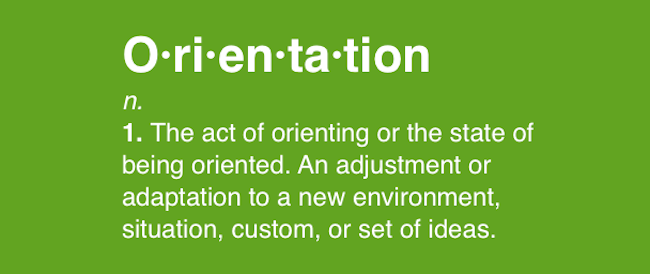 O·ri·en·ta·tion
n.
1. The act of orienting or the state of
being oriented. An adjustment or
adaptation to a new environment,
situation, custom, or set of ideas.